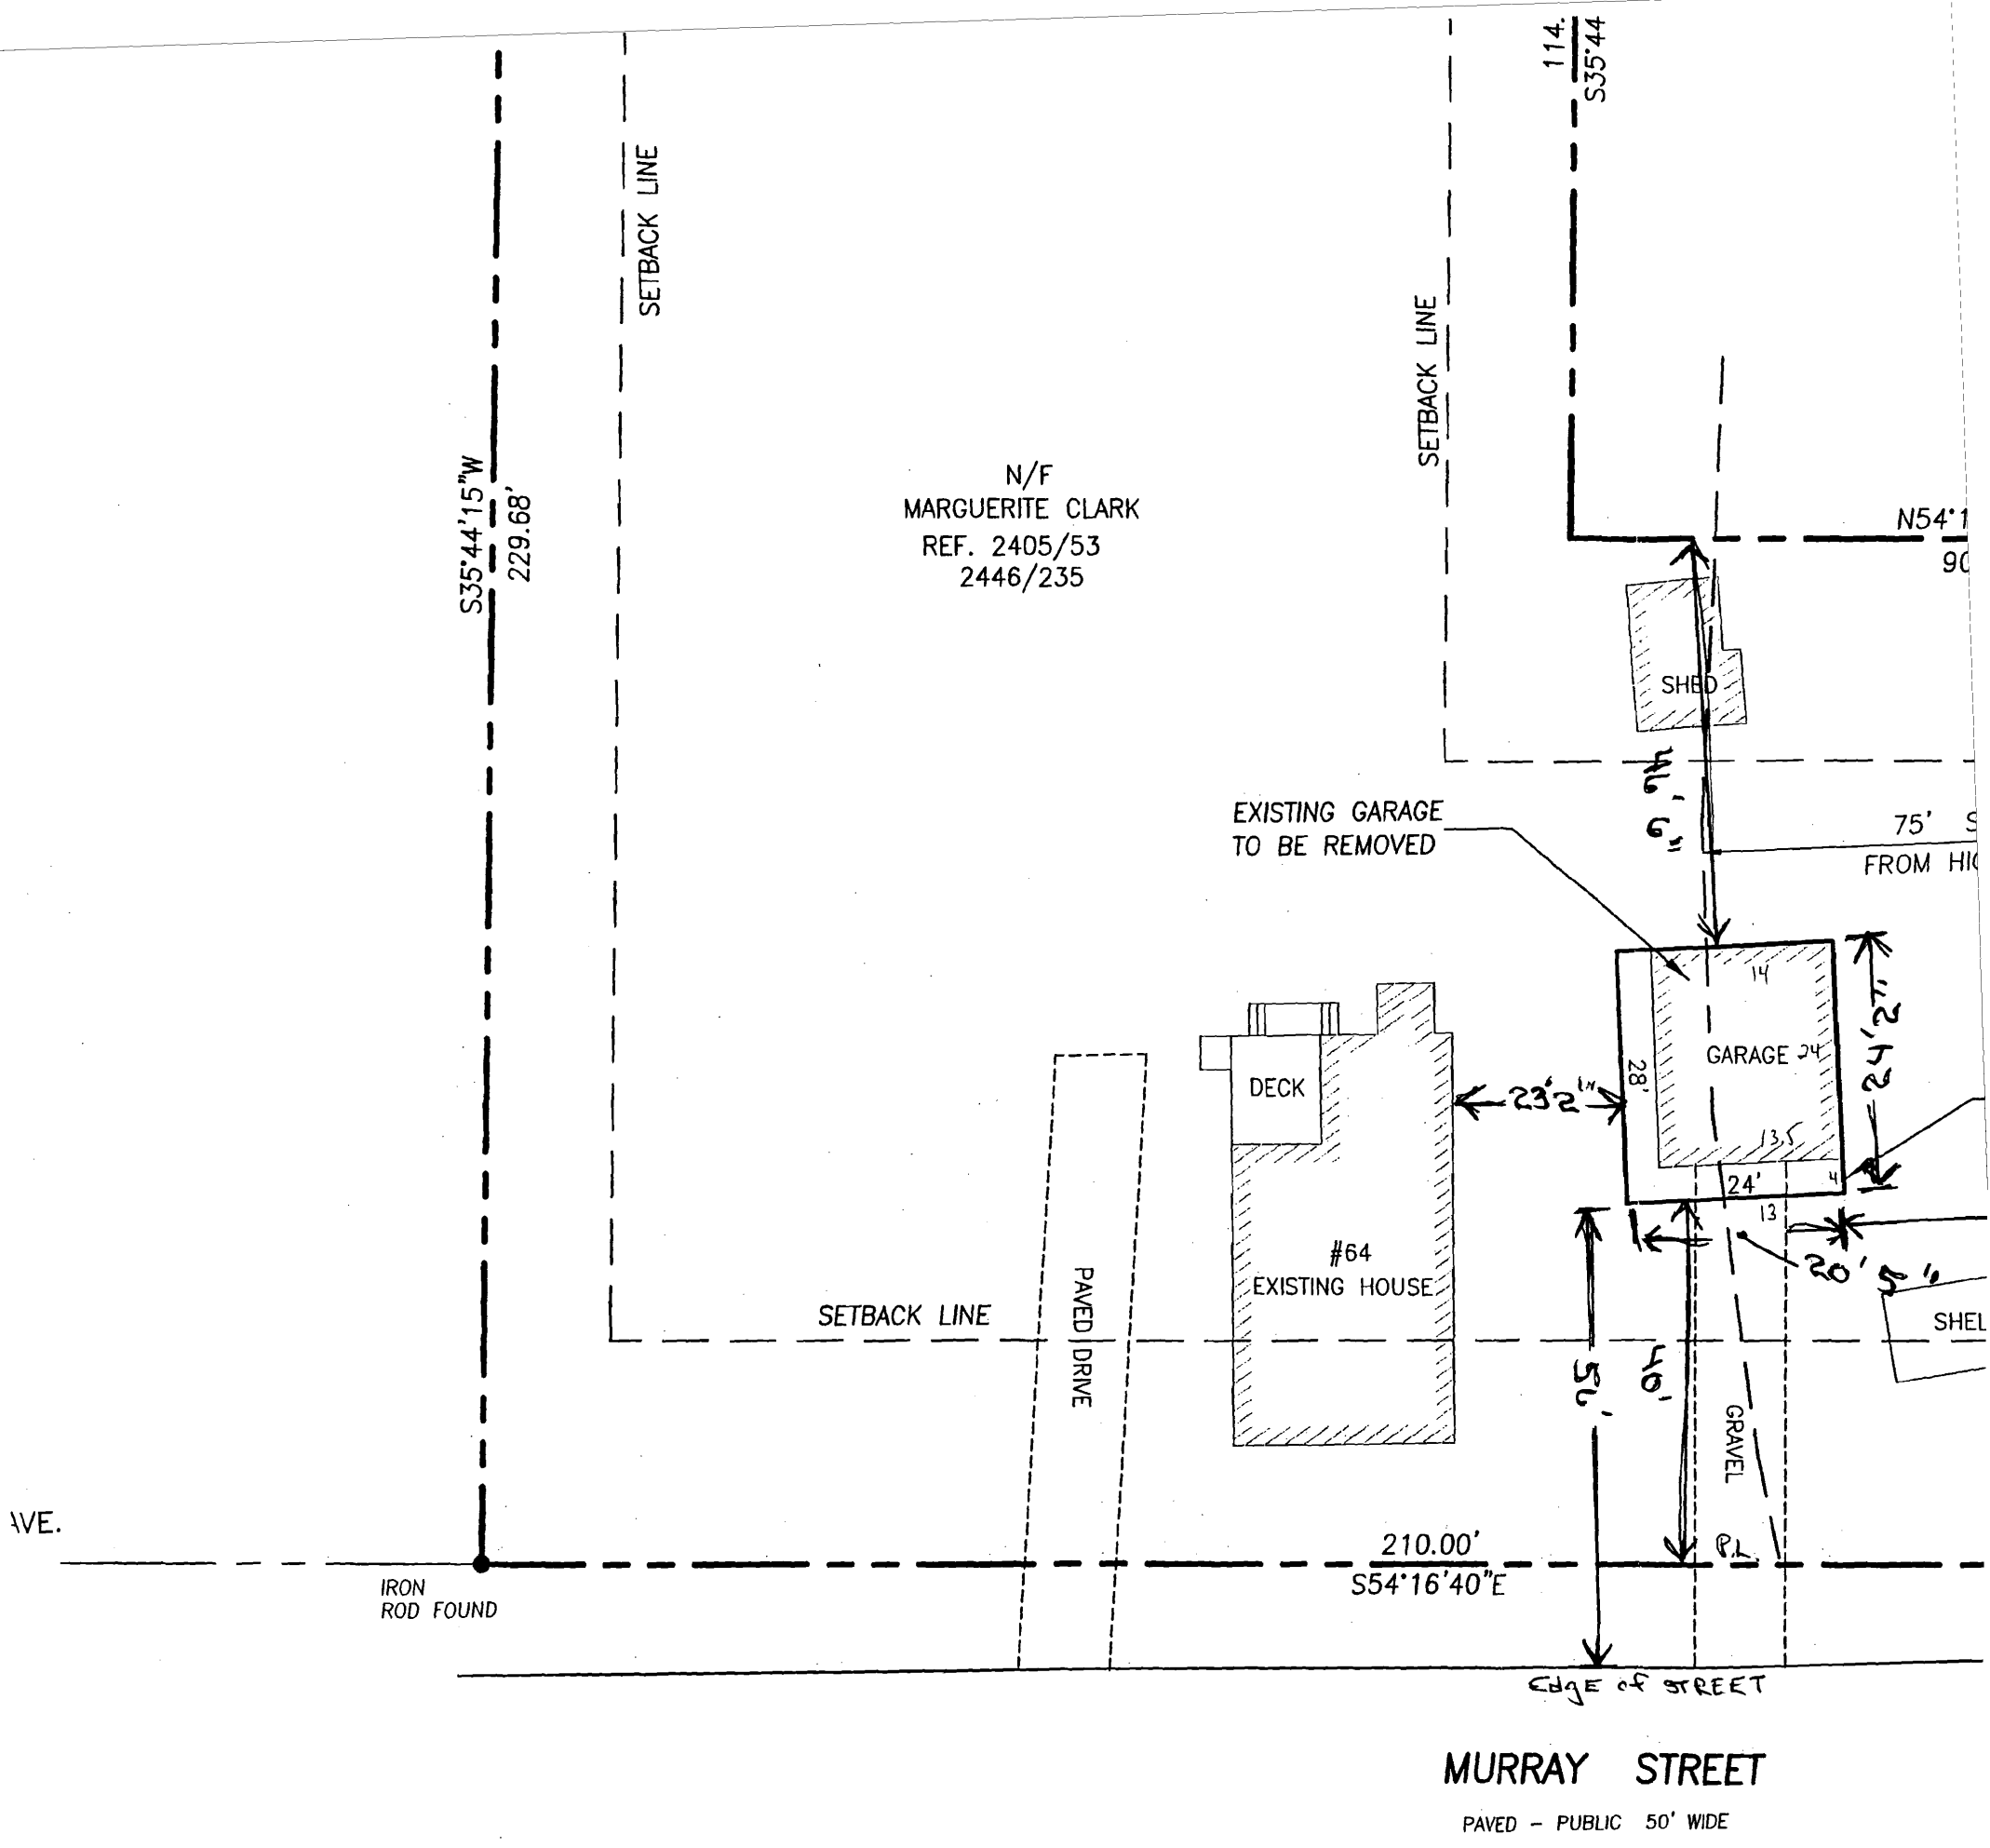 114.
S35°44
SETBACK LINE
SETBACK LINE
S35°44'15"W
229.68'
N/F
MARGUERITE CLARK
REF. 2405/53
2446/235
N54°1
90
SHED
46' 6"
EXISTING GARAGE
TO BE REMOVED
75' S
FROM HIG
14
GARAGE 24
28'
24' 2"
DECK
23' 2"
13.5
24'
4
13
20' 5"
#64
EXISTING HOUSE
SETBACK LINE
PAVED DRIVE
SHEL
40'
GRAVEL
AVE.
210.00'
P.L.
S54°16'40"E
IRON
ROD FOUND
Edge of STREET
MURRAY STREET
PAVED - PUBLIC 50' WIDE